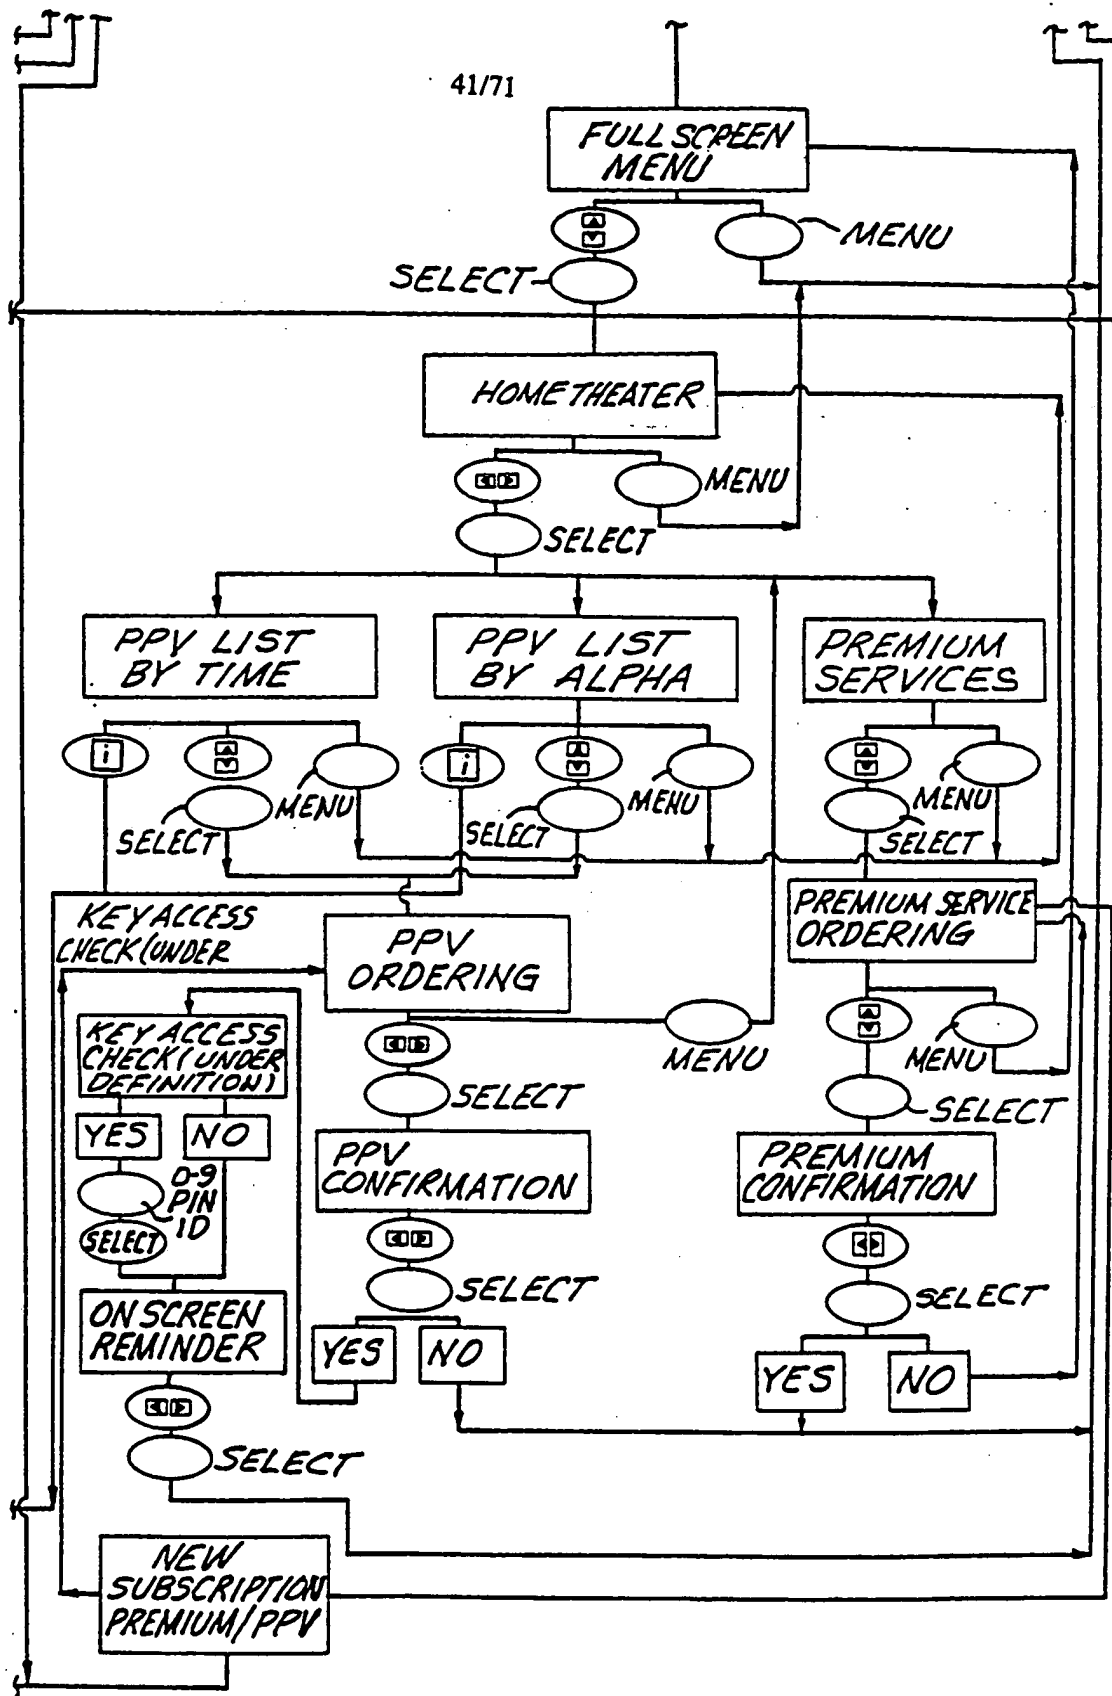 41/71
FULL SCREEN
MENU
MENU
SELECT
HOME THEATER
MENU
SELECT
PPV LIST
BY TIME
PPV LIST
BY ALPHA
PREMIUM
SERVICES
i
MENU
SELECT
i
MENU
SELECT
MENU
SELECT
KEY ACCESS
CHECK (UNDER
PPV
ORDERING
PREMIUM SERVICE
ORDERING
KEY ACCESS
CHECK (UNDER
DEFINITION)
MENU
MENU
SELECT
SELECT
YES
NO
0-9
PIN
ID
SELECT
PPV
CONFIRMATION
PREMIUM
CONFIRMATION
SELECT
SELECT
ON SCREEN
REMINDER
YES
NO
YES
NO
SELECT
NEW
SUBSCRIPTION
PREMIUM/PPV